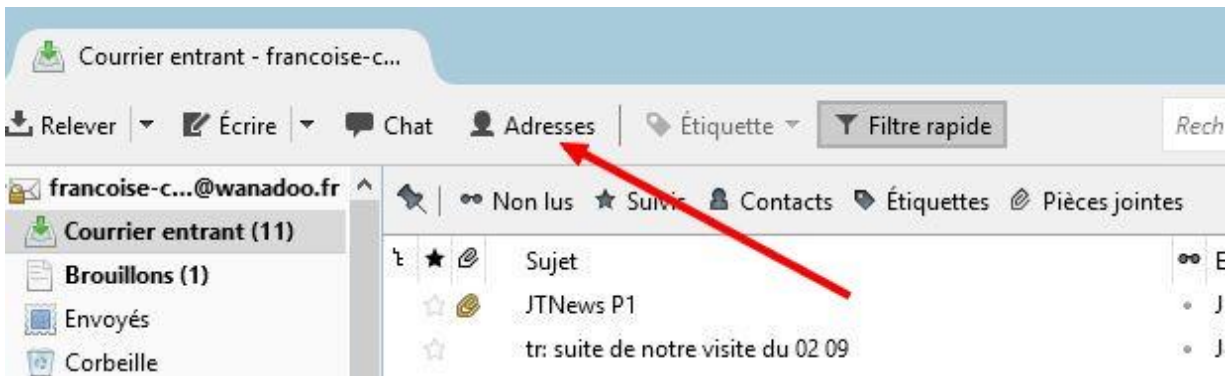 Courrier entrant - francoise-c...
Relever Écrire Chat Adresses Étiquette Filtre rapide Rech
francoise-c...@wanadoo.fr Non lus Suivis Contacts Étiquettes Pièces jointes
Courrier entrant (11)
Sujet E
Brouillons (1)
JTNews P1 J
Envoyés
tr: suite de notre visite du 02 09 J
Corbeille